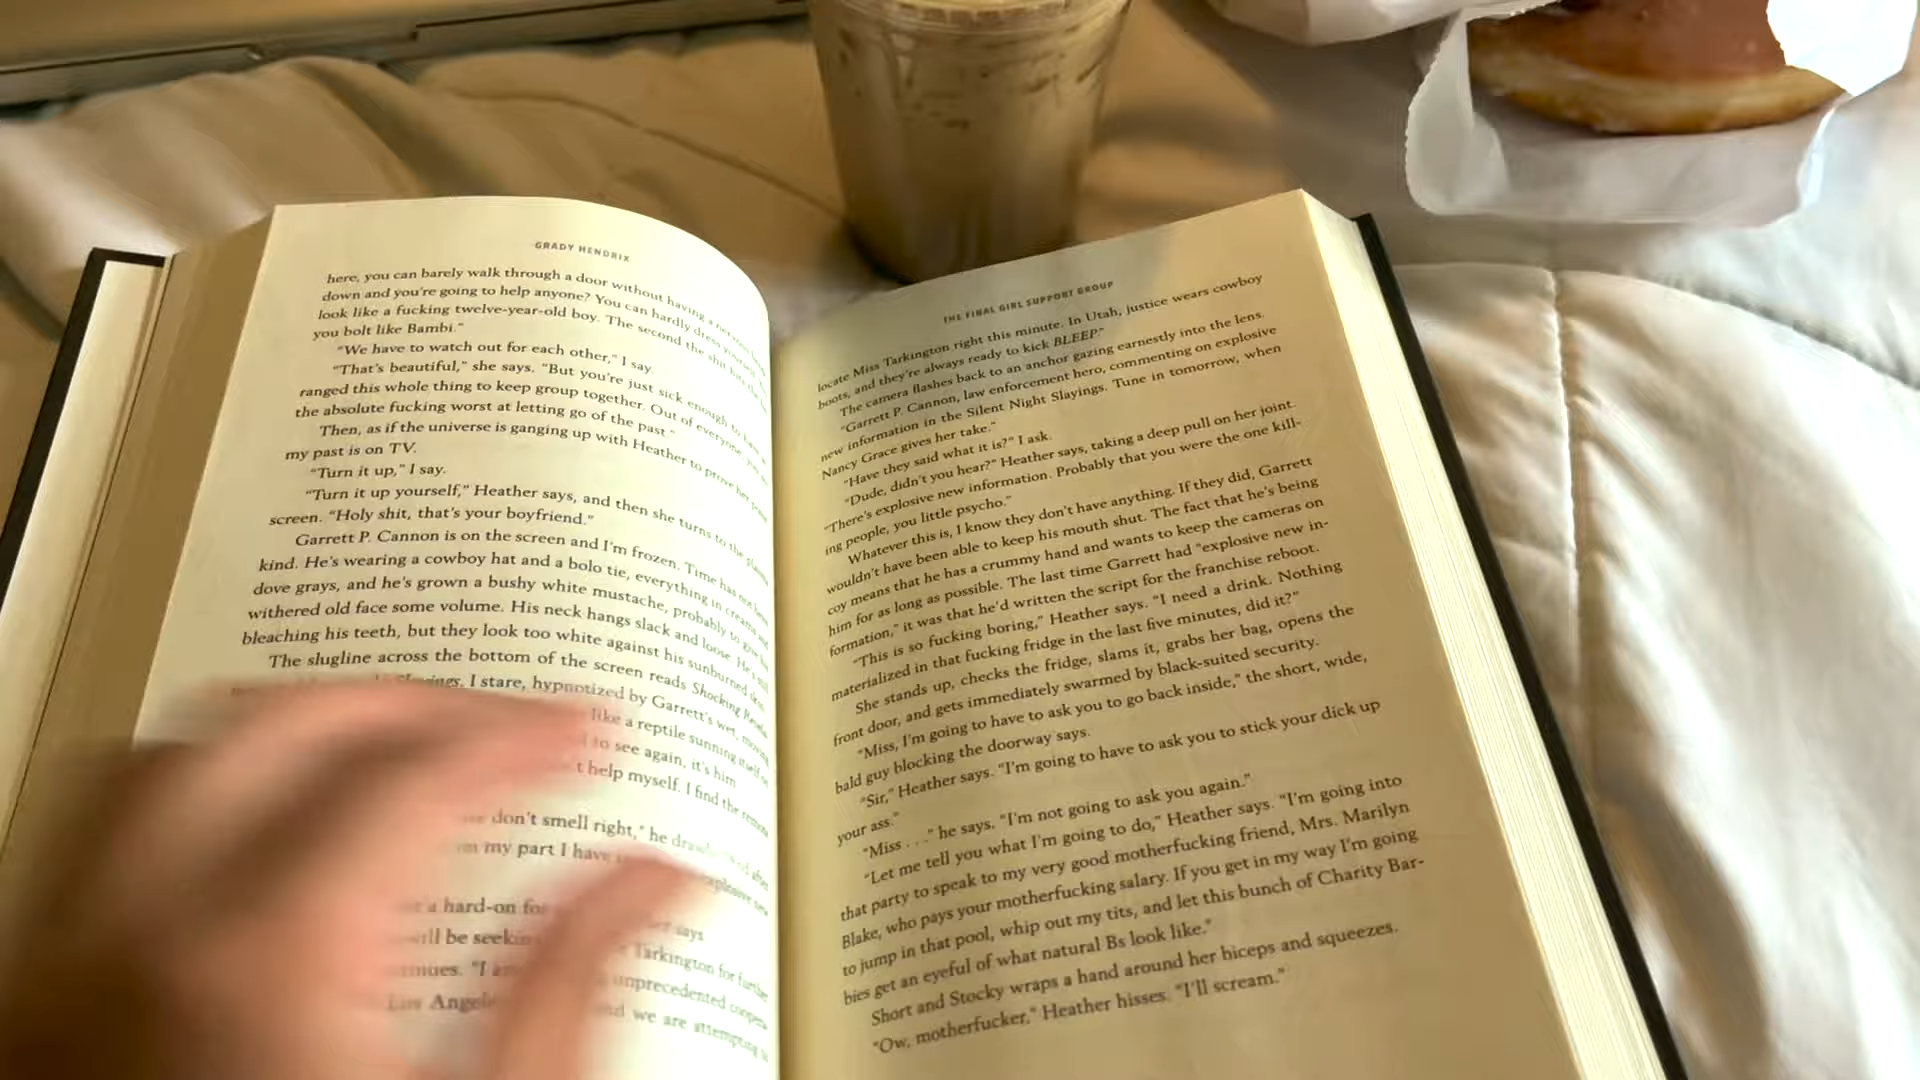 GRADY HENDRIX
here, you can barely walk through a door without having a nervous
down and you're going to help anyone? You can hardly dress yourself. You
look like a fucking twelve-year-old boy. The second the shit hits the
you bolt like Bambi."
"We have to watch out for each other," I say.
"That's beautiful," she says. "But you're just sick enough to have
ranged this whole thing to keep group together. Out of everyone, you
the absolute fucking worst at letting go of the past."
Then, as if the universe is ganging up with Heather to prove her point
my past is on TV.
"Turn it up," I say.
"Turn it up yourself," Heather says, and then she turns to the plasma
screen. "Holy shit, that's your boyfriend."
Garrett P. Cannon is on the screen and I'm frozen. Time has not been
kind. He's wearing a cowboy hat and a bolo tie, everything in creams and
dove grays, and he's grown a bushy white mustache, probably to give his
withered old face some volume. His neck hangs slack and loose. He's still
bleaching his teeth, but they look too white against his sunburned skin.
The slugline across the bottom of the screen reads Shocking
I stare, hypnotized by Garrett's wet, moving
like a reptile sunning itself on
to see again, it's him
help myself. I find the remote
don't smell right," he
my part I have
explosive new
a hard-on for says
will be Tarkington for further
"I unprecedented
Los and we are attempting
THE FINAL GIRL SUPPORT GROUP
locate Miss Tarkington right this minute. In Utah, justice wears cowboy
boots, and they're always ready to kick BLEEP."
The camera flashes back to an anchor gazing earnestly into the lens.
"Garrett P. Cannon, law enforcement hero, commenting on explosive
new information in the Silent Night Slayings. Tune in tomorrow, when
Nancy Grace gives her take."
"Have they said what it is?" I ask.
"Dude, didn't you hear?" Heather says, taking a deep pull on her joint.
"There's explosive new information. Probably that you were the one kill-
ing people, you little psycho."
Whatever this is, I know they don't have anything. If they did, Garrett
wouldn't have been able to keep his mouth shut. The fact that he's being
coy means that he has a crummy hand and wants to keep the cameras on
him for as long as possible. The last time Garrett had "explosive new in-
formation," it was that he'd written the script for the franchise reboot.
"This is so fucking boring," Heather says. "I need a drink. Nothing
materialized in that fucking fridge in the last five minutes, did it?"
She stands up, checks the fridge, slams it, grabs her bag, opens the
front door, and gets immediately swarmed by black-suited security.
"Miss, I'm going to have to ask you to go back inside," the short, wide,
bald guy blocking the doorway says.
"Sir," Heather says. "I'm going to have to ask you to stick your dick up
your ass."
"Miss . . ." he says. "I'm not going to ask you again."
"Let me tell you what I'm going to do," Heather says. "I'm going into
that party to speak to my very good motherfucking friend, Mrs. Marilyn
Blake, who pays your motherfucking salary. If you get in my way I'm going
to jump in that pool, whip out my tits, and let this bunch of Charity Bar-
bies get an eyeful of what natural Bs look like."
Short and Stocky wraps a hand around her biceps and squeezes.
"Ow, motherfucker," Heather hisses. "I'll scream."